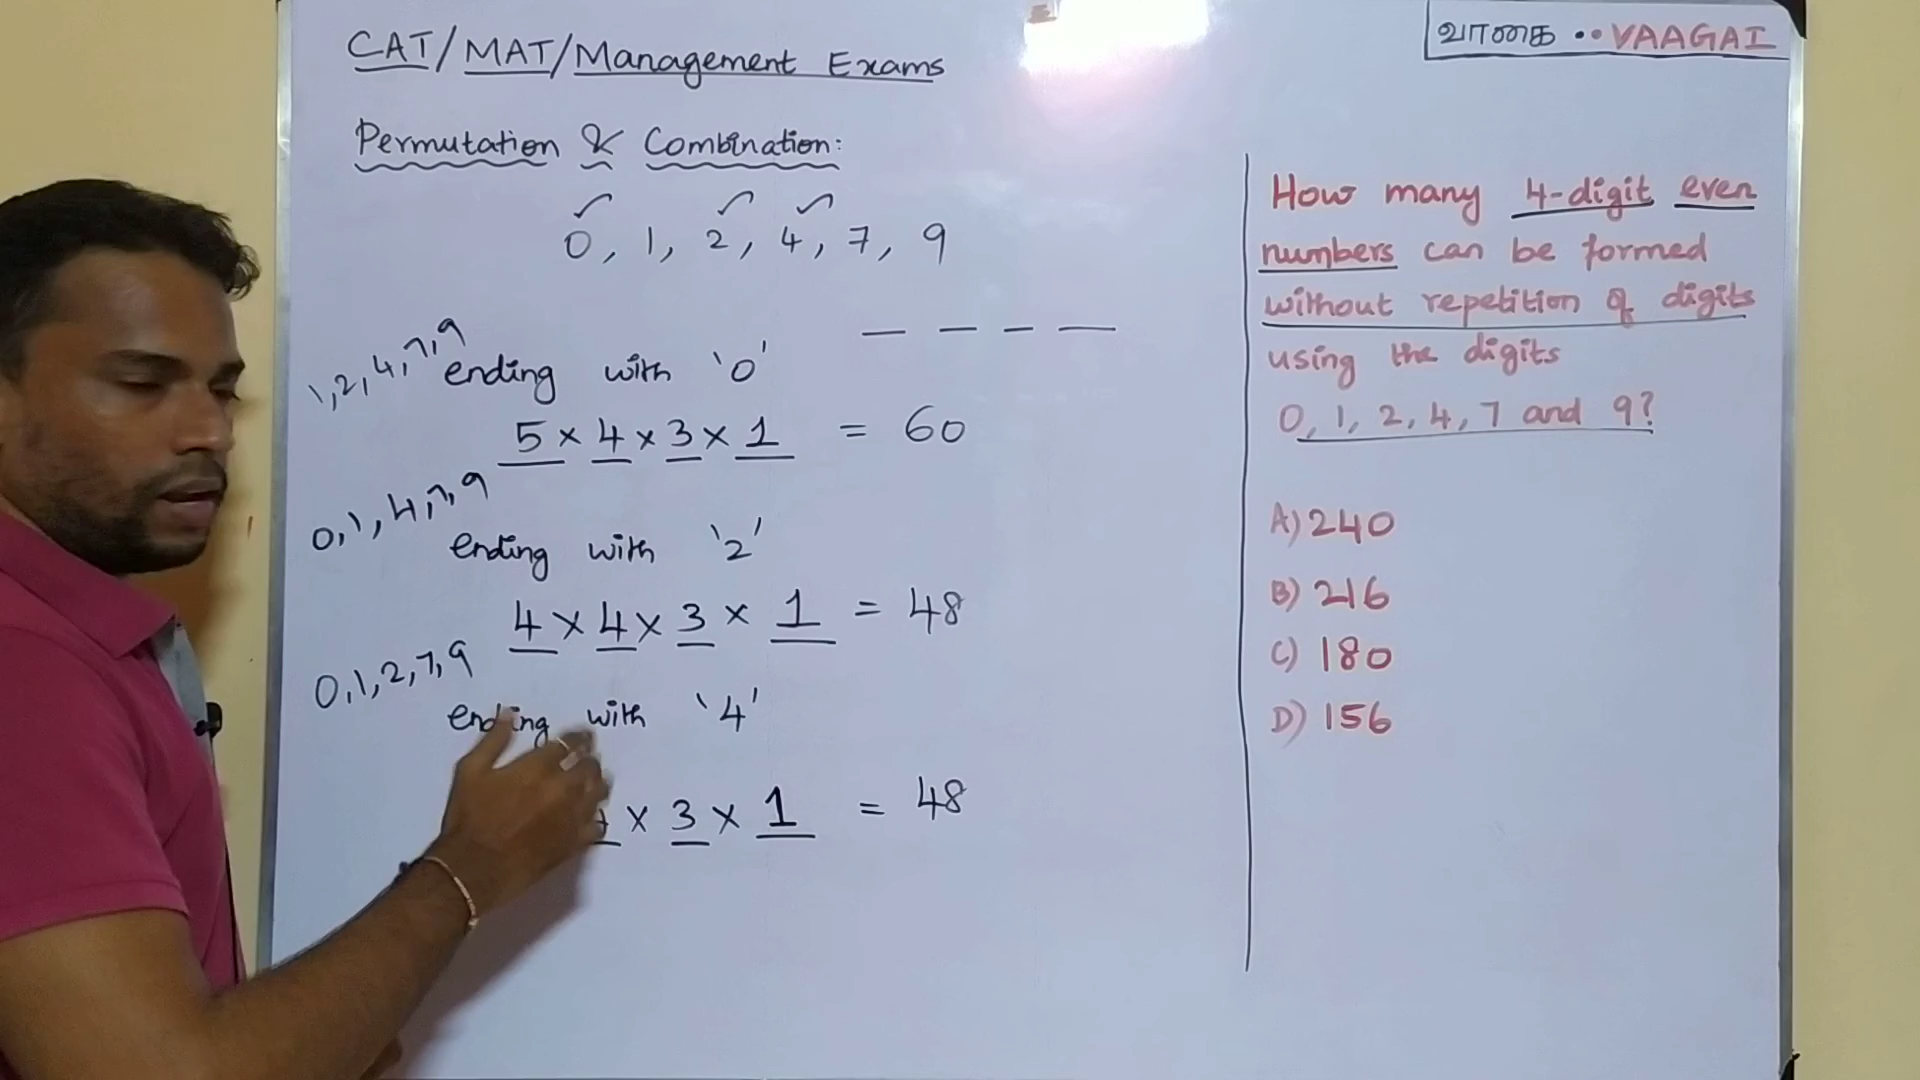 CAT/MAT/Management Exams
வாகை ..VAAGAI
Permutation & Combination:
0, 1, 2, 4, 7, 9
1,2,4,7,9
ending with '0'
5 × 4 × 3 × 1 = 60
0,1,4,7,9
ending with '2'
4 × 4 × 3 × 1 = 48
0,1,2,7,9
ending with '4'
× 3 × 1 = 48
How many 4-digit even
numbers can be formed
without repetition of digits
using the digits
0, 1, 2, 4, 7 and 9?
A) 240
B) 216
C) 180
D) 156